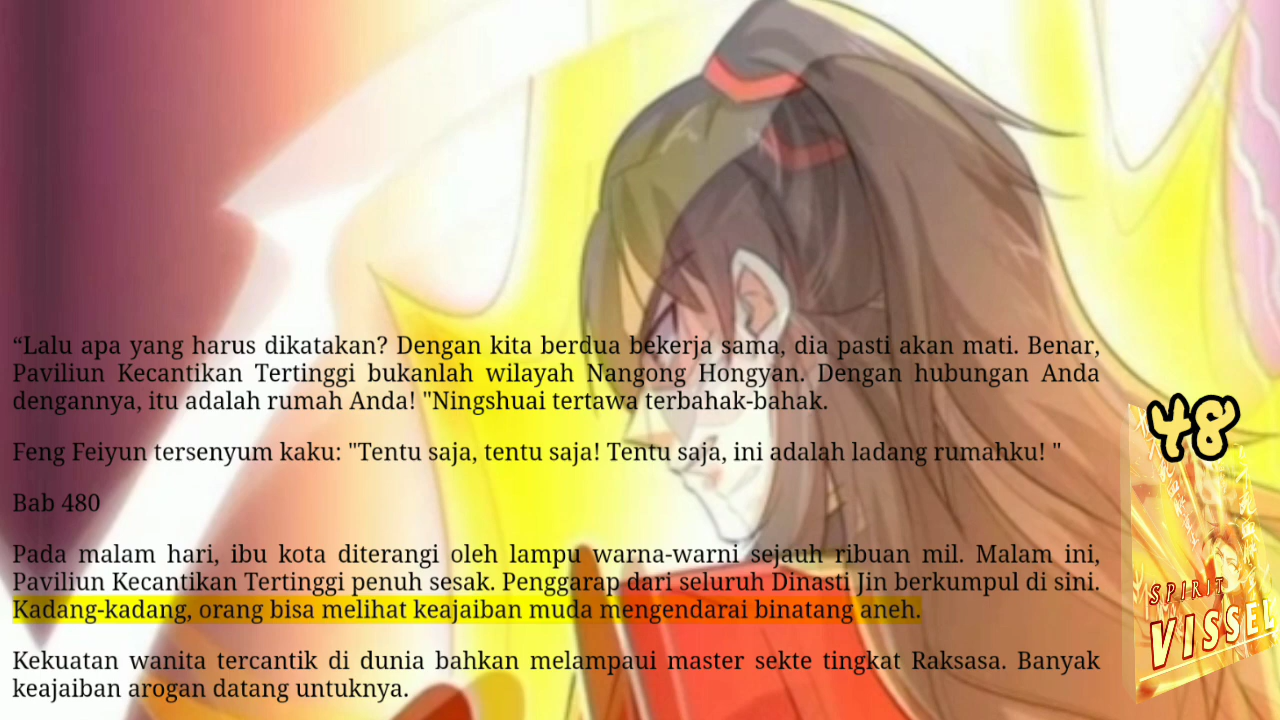 “Lalu apa yang harus dikatakan? Dengan kita berdua bekerja sama, dia pasti akan mati. Benar,
Paviliun Kecantikan Tertinggi bukanlah wilayah Nangong Hongyan. Dengan hubungan Anda
dengannya, itu adalah rumah Anda! "Ningshuai tertawa terbahak-bahak.
Feng Feiyun tersenyum kaku: "Tentu saja, tentu saja! Tentu saja, ini adalah ladang rumahku! "
Bab 480
Pada malam hari, ibu kota diterangi oleh lampu warna-warni sejauh ribuan mil. Malam ini,
Paviliun Kecantikan Tertinggi penuh sesak. Penggarap dari seluruh Dinasti Jin berkumpul di sini.
Kadang-kadang, orang bisa melihat keajaiban muda mengendarai binatang aneh.
Kekuatan wanita tercantik di dunia bahkan melampaui master sekte tingkat Raksasa. Banyak
keajaiban arogan datang untuknya.
48
SPIRIT
VISSEL